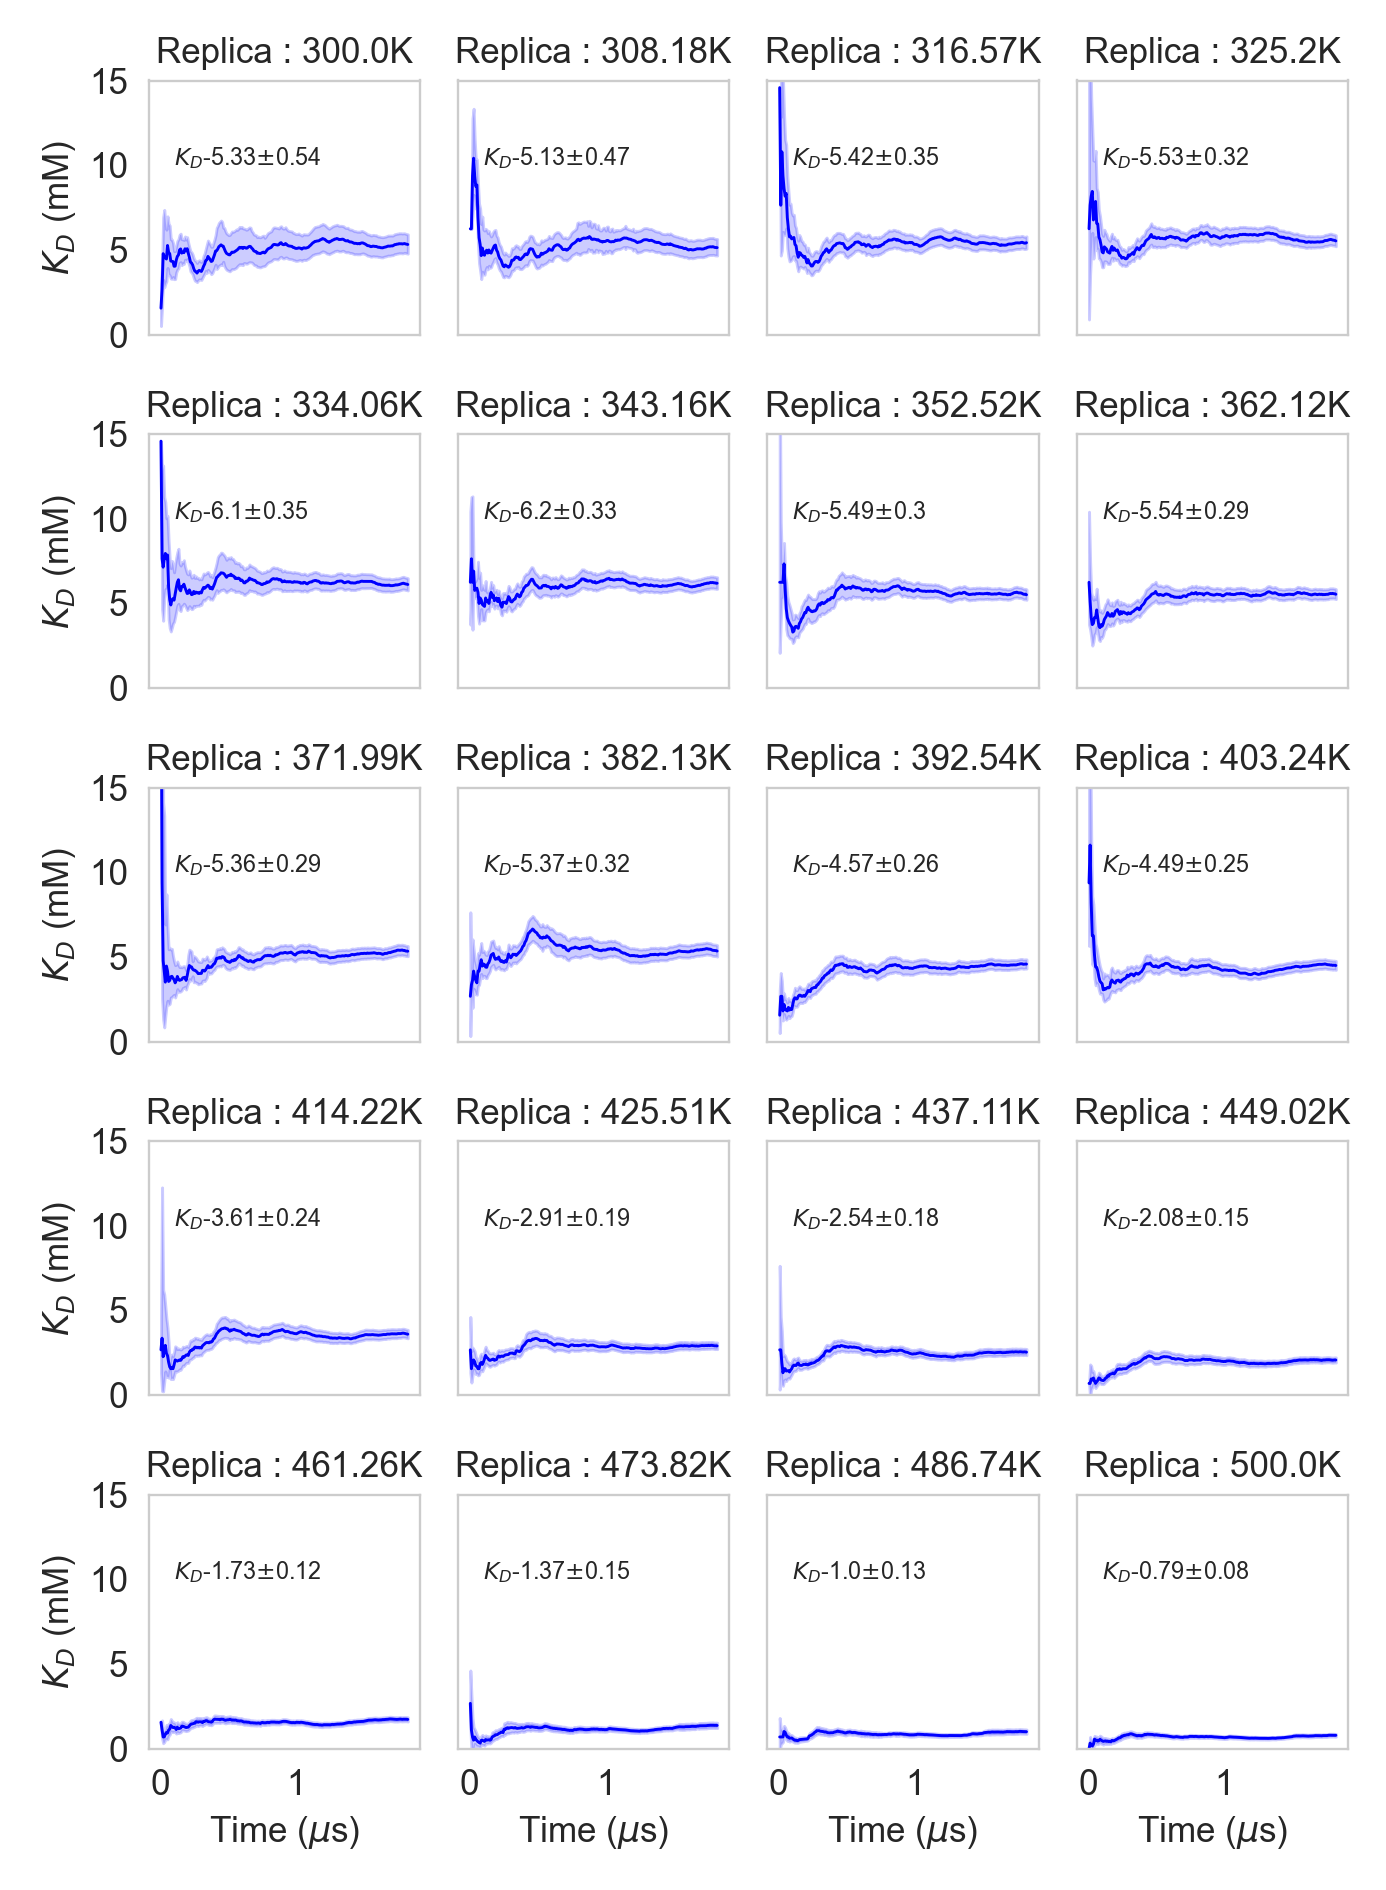 Replica : 300.0K
Replica : 308.18K
Replica : 316.57K
Replica : 325.2K
15
10
5
0
K_D (mM)
K_D-5.33±0.54
K_D-5.13±0.47
K_D-5.42±0.35
K_D-5.53±0.32
Replica : 334.06K
Replica : 343.16K
Replica : 352.52K
Replica : 362.12K
15
10
5
0
K_D (mM)
K_D-6.1±0.35
K_D-6.2±0.33
K_D-5.49±0.3
K_D-5.54±0.29
Replica : 371.99K
Replica : 382.13K
Replica : 392.54K
Replica : 403.24K
15
10
5
0
K_D (mM)
K_D-5.36±0.29
K_D-5.37±0.32
K_D-4.57±0.26
K_D-4.49±0.25
Replica : 414.22K
Replica : 425.51K
Replica : 437.11K
Replica : 449.02K
15
10
5
0
K_D (mM)
K_D-3.61±0.24
K_D-2.91±0.19
K_D-2.54±0.18
K_D-2.08±0.15
Replica : 461.26K
Replica : 473.82K
Replica : 486.74K
Replica : 500.0K
15
10
5
0
K_D (mM)
K_D-1.73±0.12
K_D-1.37±0.15
K_D-1.0±0.13
K_D-0.79±0.08
0 1
0 1
0 1
0 1
Time (μs)
Time (μs)
Time (μs)
Time (μs)